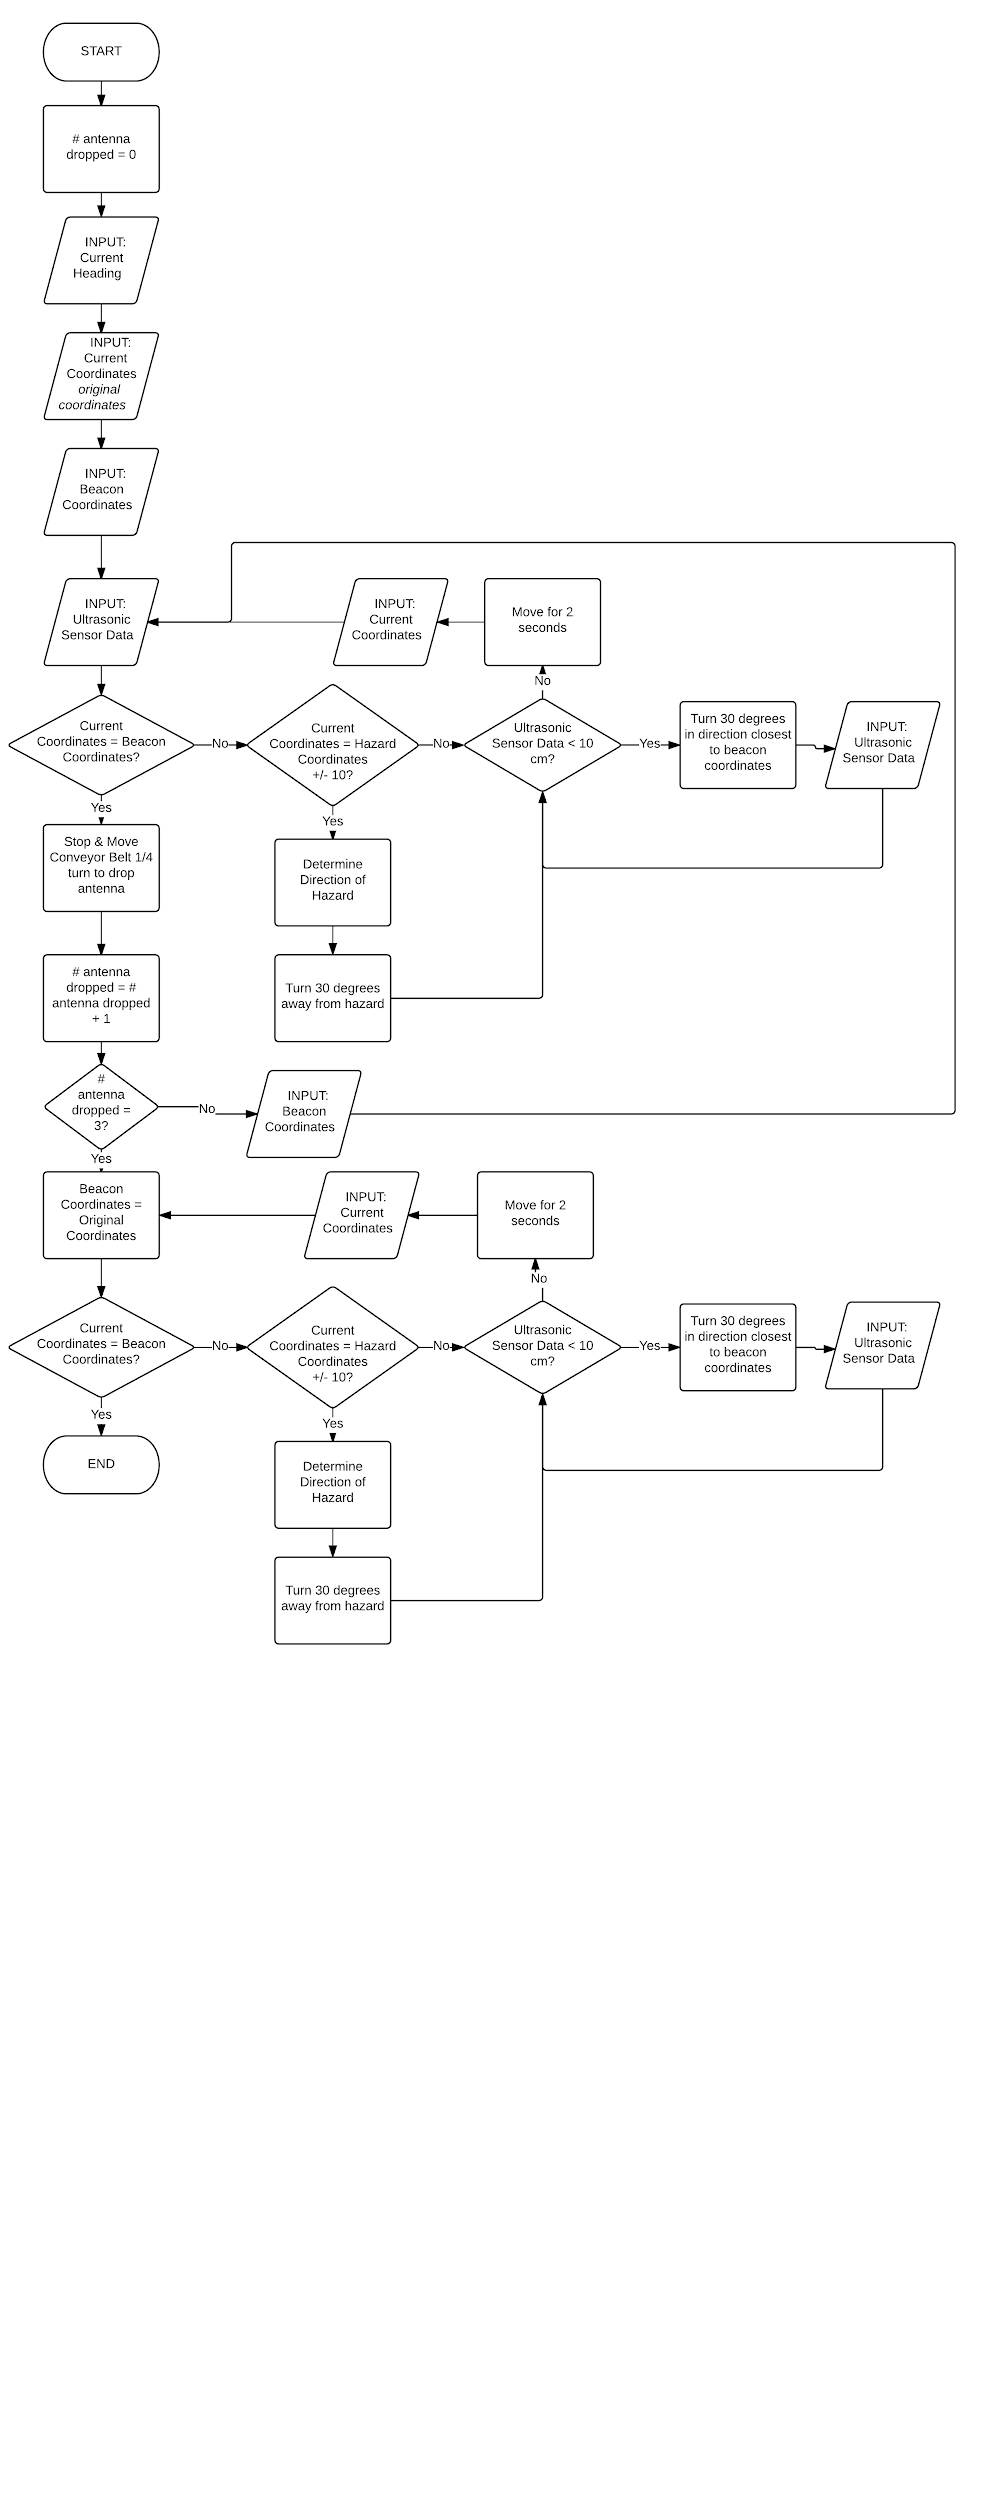 START
# antenna
dropped = 0
INPUT:
Current
Heading
INPUT:
Current
Coordinates
original
coordinates
INPUT:
Beacon
Coordinates
INPUT:
Ultrasonic
Sensor Data
INPUT:
Current
Coordinates
Move for 2
seconds
No
Current
Coordinates = Beacon
Coordinates?
No
Current
Coordinates = Hazard
Coordinates
+/- 10?
No
Ultrasonic
Sensor Data < 10
cm?
Yes
Turn 30 degrees
in direction closest
to beacon
coordinates
INPUT:
Ultrasonic
Sensor Data
Yes
Yes
Stop & Move
Conveyor Belt 1/4
turn to drop
antenna
Determine
Direction of
Hazard
# antenna
dropped = #
antenna dropped
+ 1
Turn 30 degrees
away from hazard
#
antenna
dropped =
3?
No
INPUT:
Beacon
Coordinates
Yes
Beacon
Coordinates =
Original
Coordinates
INPUT:
Current
Coordinates
Move for 2
seconds
No
Current
Coordinates = Beacon
Coordinates?
No
Current
Coordinates = Hazard
Coordinates
+/- 10?
No
Ultrasonic
Sensor Data < 10
cm?
Yes
Turn 30 degrees
in direction closest
to beacon
coordinates
INPUT:
Ultrasonic
Sensor Data
Yes
Yes
END
Determine
Direction of
Hazard
Turn 30 degrees
away from hazard